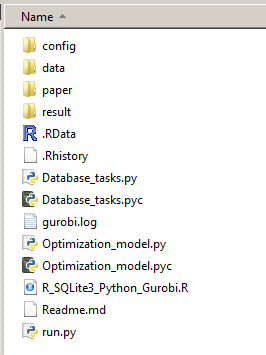 Name
config
data
paper
result
.RData
.Rhistory
Database_tasks.py
Database_tasks.pyc
gurobi.log
Optimization_model.py
Optimization_model.pyc
R_SQLite3_Python_Gurobi.R
Readme.md
run.py